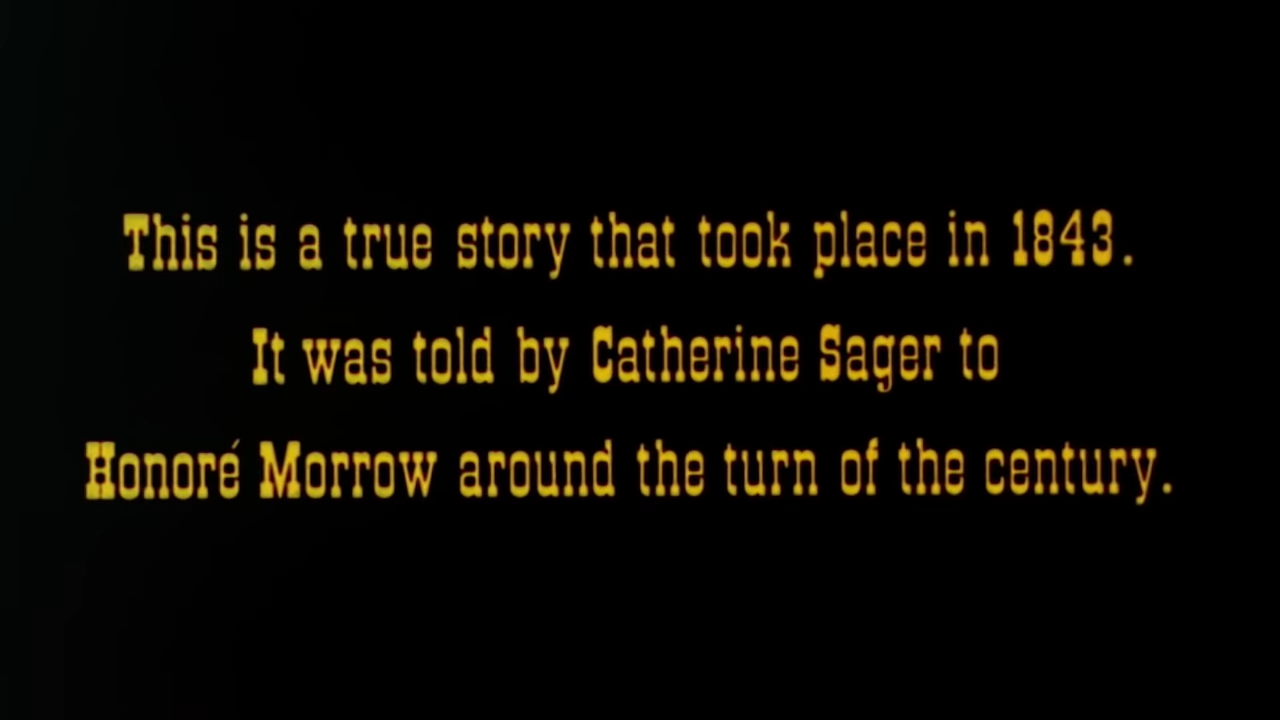 This is a true story that took place in 1843.
It was told by Catherine Sager to
Honoré Morrow around the turn of the century.